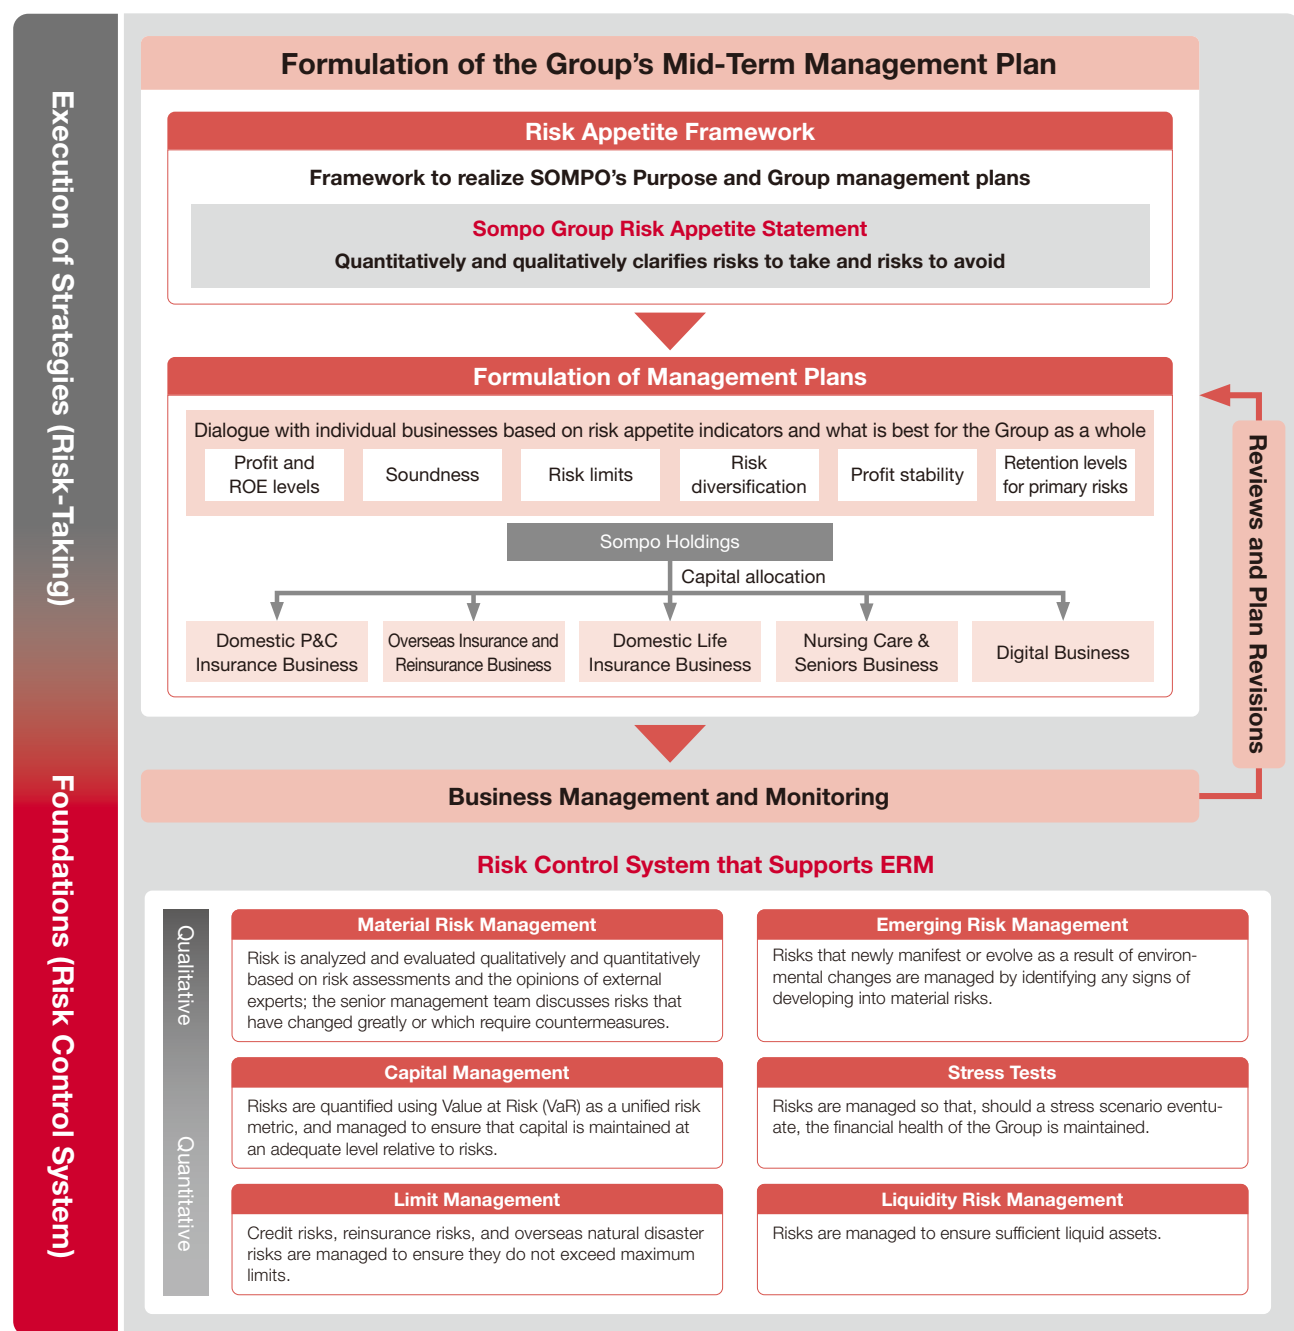 Execution of Strategies (Risk-Taking)
Foundations (Risk Control System)
Formulation of the Group's Mid-Term Management Plan
Risk Appetite Framework
Framework to realize SOMPO's Purpose and Group management plans
Sompo Group Risk Appetite Statement
Quantitatively and qualitatively clarifies risks to take and risks to avoid
Formulation of Management Plans
Dialogue with individual businesses based on risk appetite indicators and what is best for the Group as a whole
Profit and
ROE levels
Soundness
Risk limits
Risk
diversification
Profit stability
Retention levels
for primary risks
Sompo Holdings
Capital allocation
Domestic P&C
Insurance Business
Overseas Insurance and
Reinsurance Business
Domestic Life
Insurance Business
Nursing Care &
Seniors Business
Digital Business
Reviews and Plan Revisions
Business Management and Monitoring
Risk Control System that Supports ERM
Qualitative
Quantitative
Material Risk Management
Risk is analyzed and evaluated qualitatively and quantitatively
based on risk assessments and the opinions of external
experts; the senior management team discusses risks that
have changed greatly or which require countermeasures.
Emerging Risk Management
Risks that newly manifest or evolve as a result of environ-
mental changes are managed by identifying any signs of
developing into material risks.
Capital Management
Risks are quantified using Value at Risk (VaR) as a unified risk
metric, and managed to ensure that capital is maintained at
an adequate level relative to risks.
Stress Tests
Risks are managed so that, should a stress scenario eventu-
ate, the financial health of the Group is maintained.
Limit Management
Credit risks, reinsurance risks, and overseas natural disaster
risks are managed to ensure they do not exceed maximum
limits.
Liquidity Risk Management
Risks are managed to ensure sufficient liquid assets.